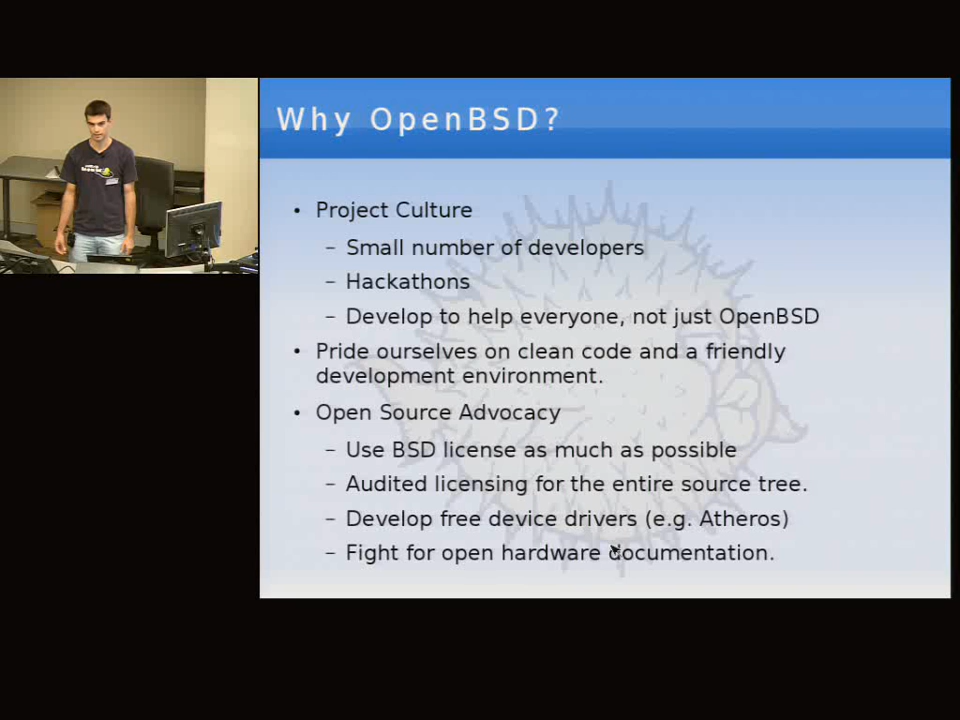 Why OpenBSD?
• Project Culture
– Small number of developers
– Hackathons
– Develop to help everyone, not just OpenBSD
• Pride ourselves on clean code and a friendly
development environment.
• Open Source Advocacy
– Use BSD license as much as possible
– Audited licensing for the entire source tree.
– Develop free device drivers (e.g. Atheros)
– Fight for open hardware documentation.